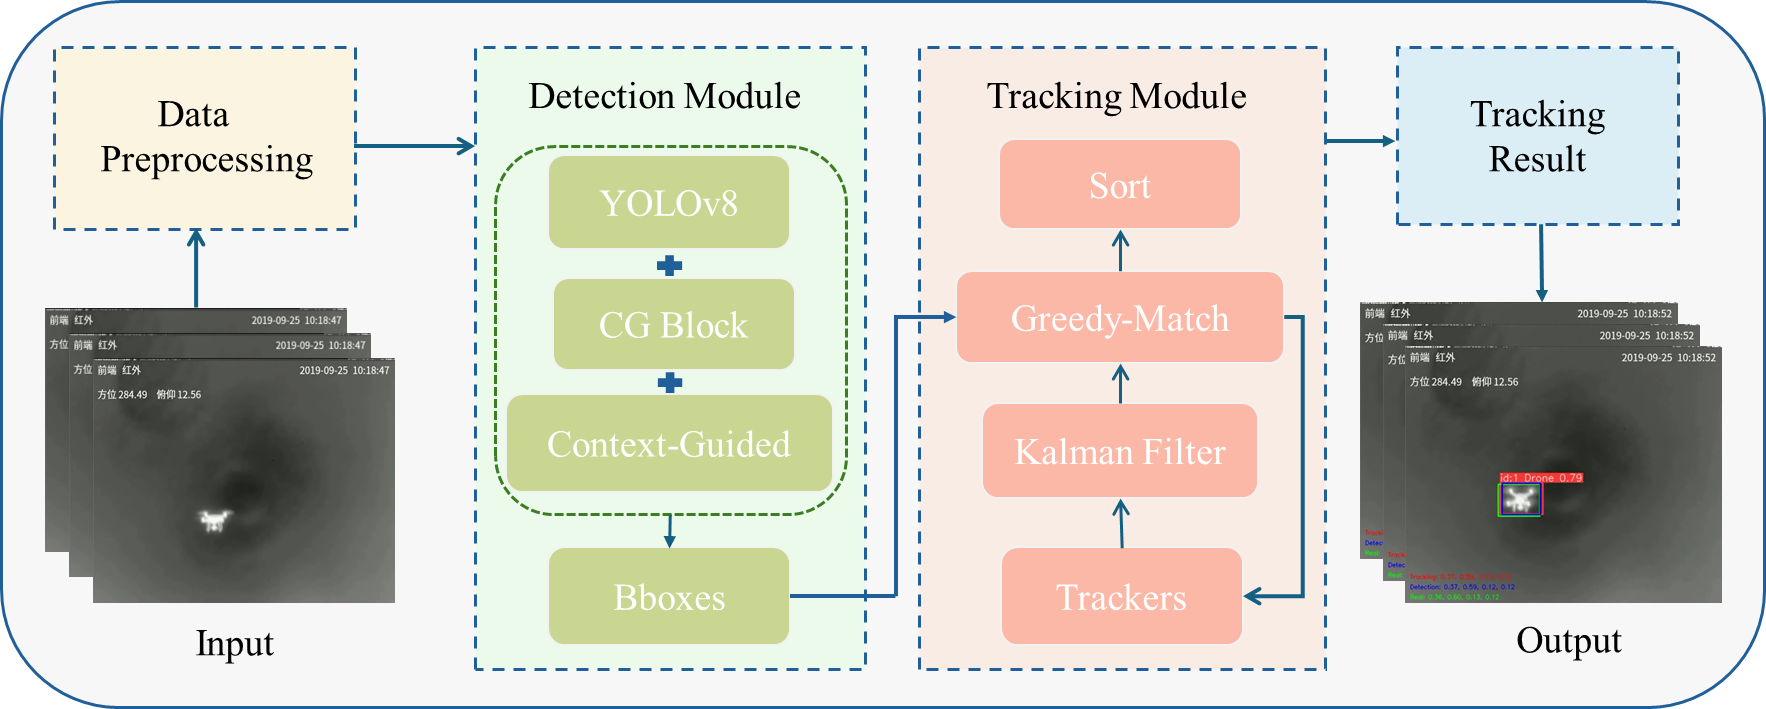 Data
Preprocessing
Detection Module
YOLOv8
CG Block
Context-Guided
Bboxes
Tracking Module
Sort
Greedy-Match
Kalman Filter
Trackers
Tracking
Result
前端 红外 2019-09-25 10:18:47
方位 前端 红外 2019-09-25 10:18:47
方位 前端 红外 2019-09-25 10:18:47
方位 284.49 俯仰 12.56
Input
前端 红外 2019-09-25 10:18:52
方位 前端 红外 2019-09-25 10:18:52
方位 前端 红外 2019-09-25 10:18:52
方位 284.49 俯仰 12.56
id:1 Drone 0.79
Detection: 0.37, 0.59, 0.12, 0.12
Real: 0.36, 0.60, 0.13, 0.12
Output